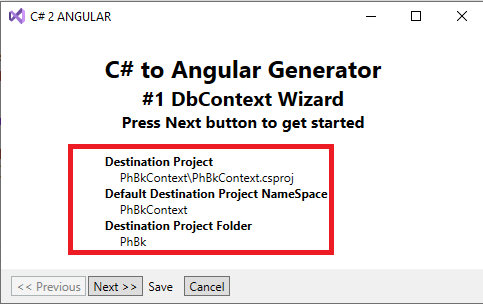 C# 2 ANGULAR
C# to Angular Generator
#1 DbContext Wizard
Press Next button to get started
Destination Project
PhBkContext\PhBkContext.csproj
Default Destination Project NameSpace
PhBkContext
Destination Project Folder
PhBk
<< Previous Next >> Save Cancel